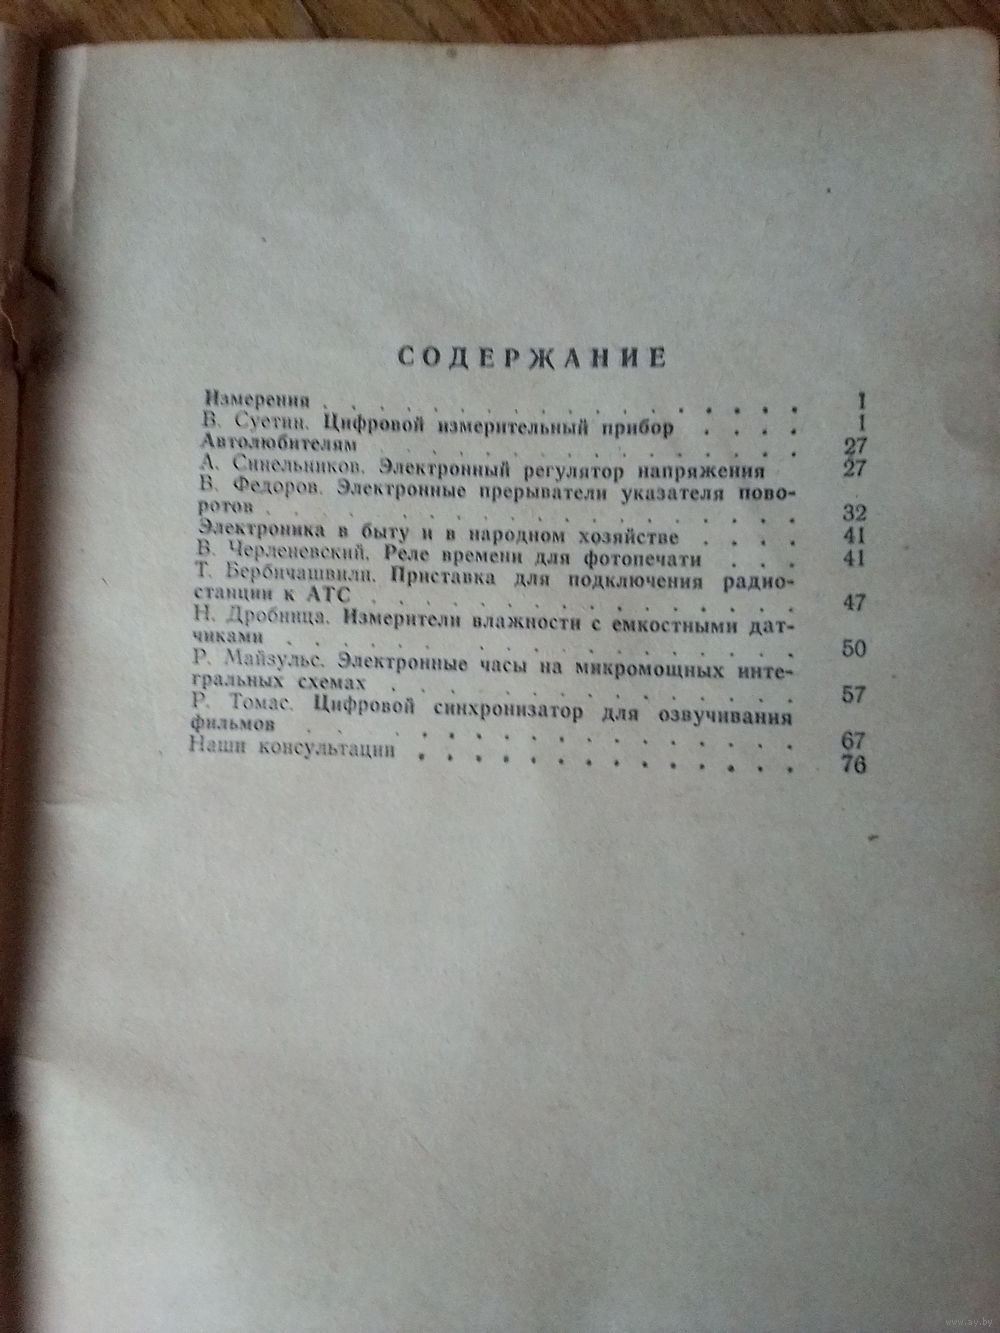 СОДЕРЖАНИЕ
Измерения . . . . . . . . . . . . . . . . . . 1
В. Суетин. Цифровой измерительный прибор . . . . 1
Автолюбителям . . . . . . . . . . . . . . . 27
А. Синельников. Электронный регулятор напряжения 27
В. Федоров. Электронные прерыватели указателя пово-
ротов . . . . . . . . . . . . . . . . . . . . 32
Электроника в быту и в народном хозяйстве . . . . 41
В. Черленевский. Реле времени для фотопечати . . . 41
Т. Бербичашвили. Приставка для подключения радио-
станции к АТС . . . . . . . . . . . . . . . . 47
Н. Дробница. Измерители влажности с емкостными дат-
чиками . . . . . . . . . . . . . . . . . . . 50
Р. Майзульс. Электронные часы на микромощных инте-
гральных схемах . . . . . . . . . . . . . . . 57
Р. Томас. Цифровой синхронизатор для озвучивания
фильмов . . . . . . . . . . . . . . . . . . . 67
Наши консультации . . . . . . . . . . . . . . 76
www.ay.by